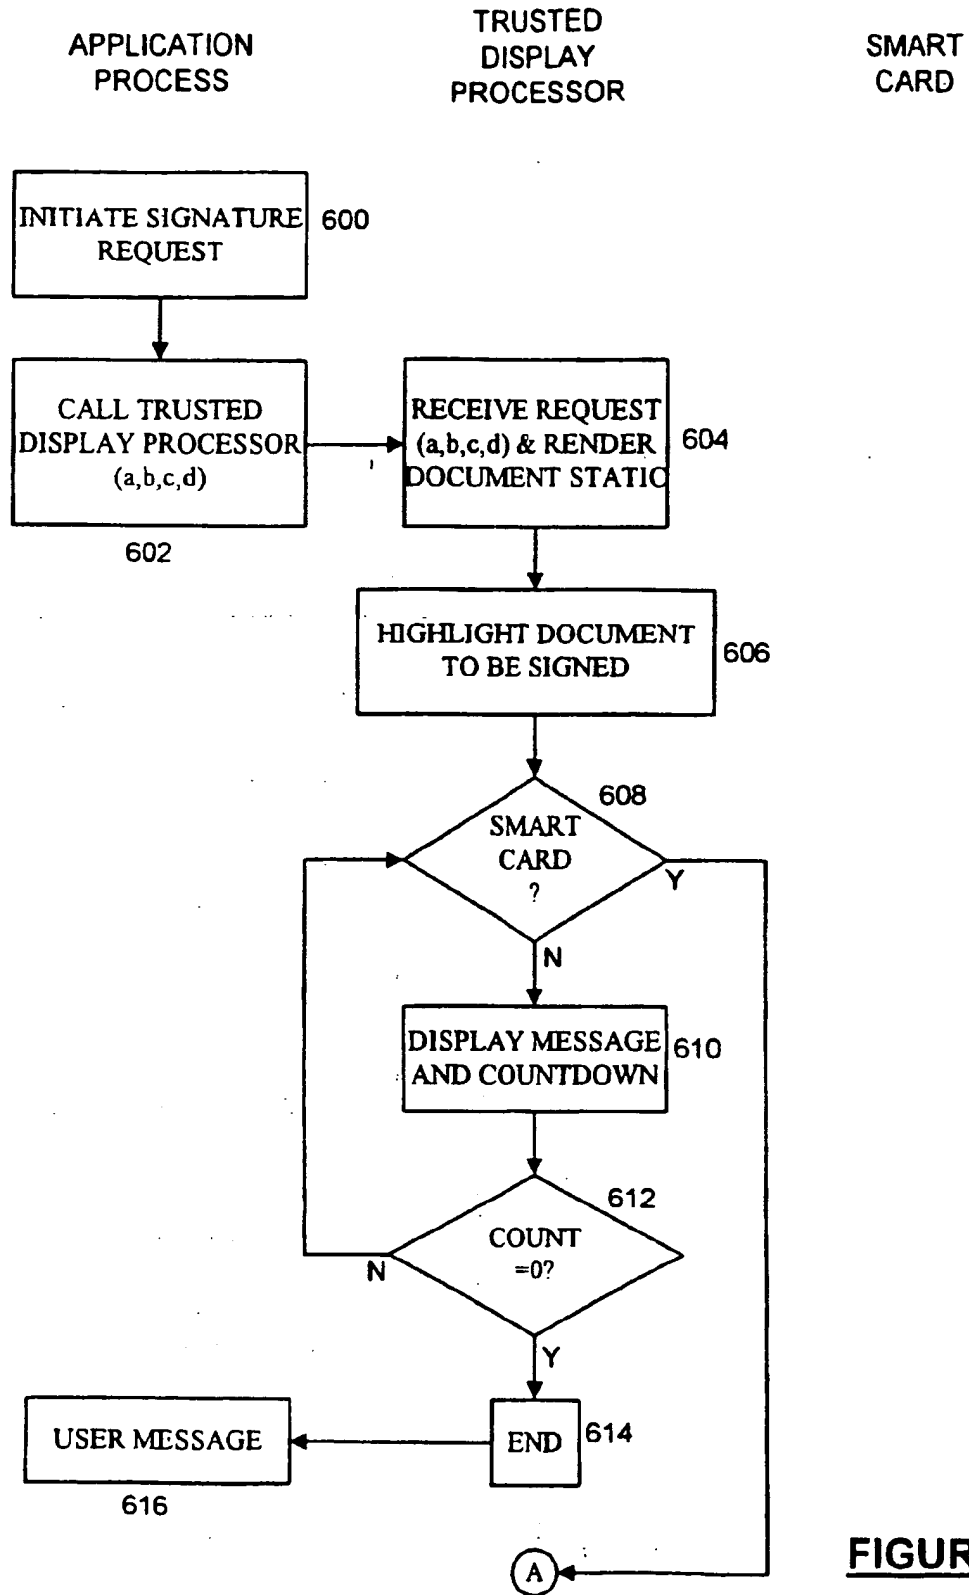 APPLICATION
PROCESS
TRUSTED
DISPLAY
PROCESSOR
SMART
CARD
INITIATE SIGNATURE
REQUEST
600
CALL TRUSTED
DISPLAY PROCESSOR
(a,b,c,d)
602
RECEIVE REQUEST
(a,b,c,d) & RENDER
DOCUMENT STATIC
604
HIGHLIGHT DOCUMENT
TO BE SIGNED
606
608
SMART
CARD
?
Y
N
DISPLAY MESSAGE
AND COUNTDOWN
610
612
COUNT
=0?
N
Y
END
614
USER MESSAGE
616
A
FIGUR